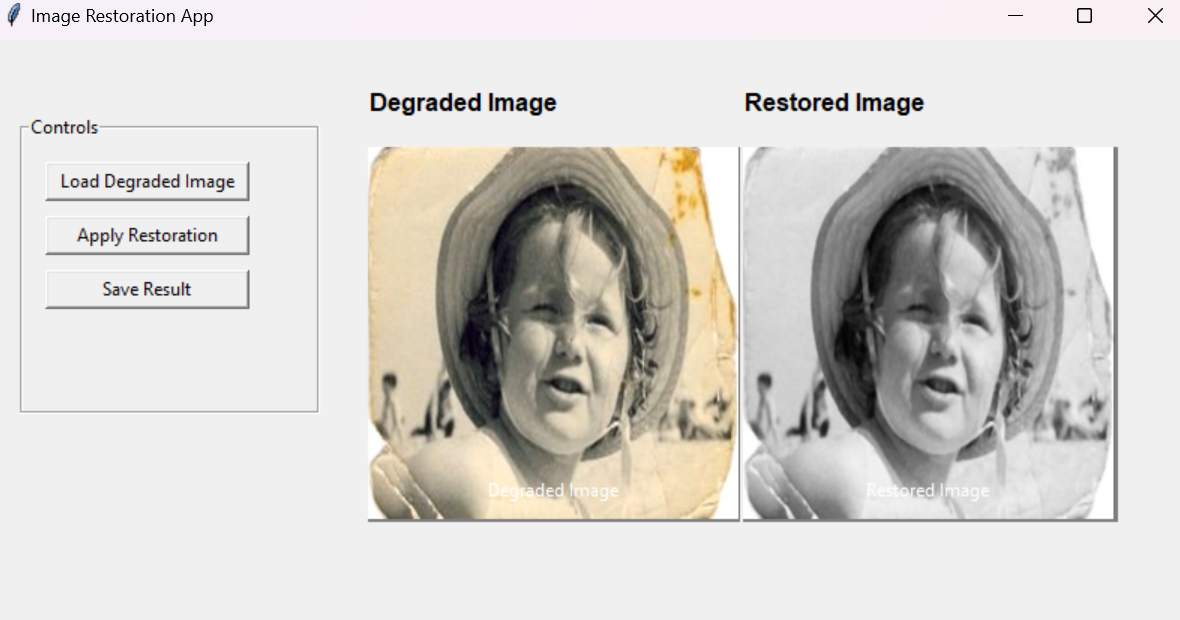 Image Restoration App
Degraded Image
Restored Image
Controls
Load Degraded Image
Apply Restoration
Save Result
Degraded Image
Restored Image